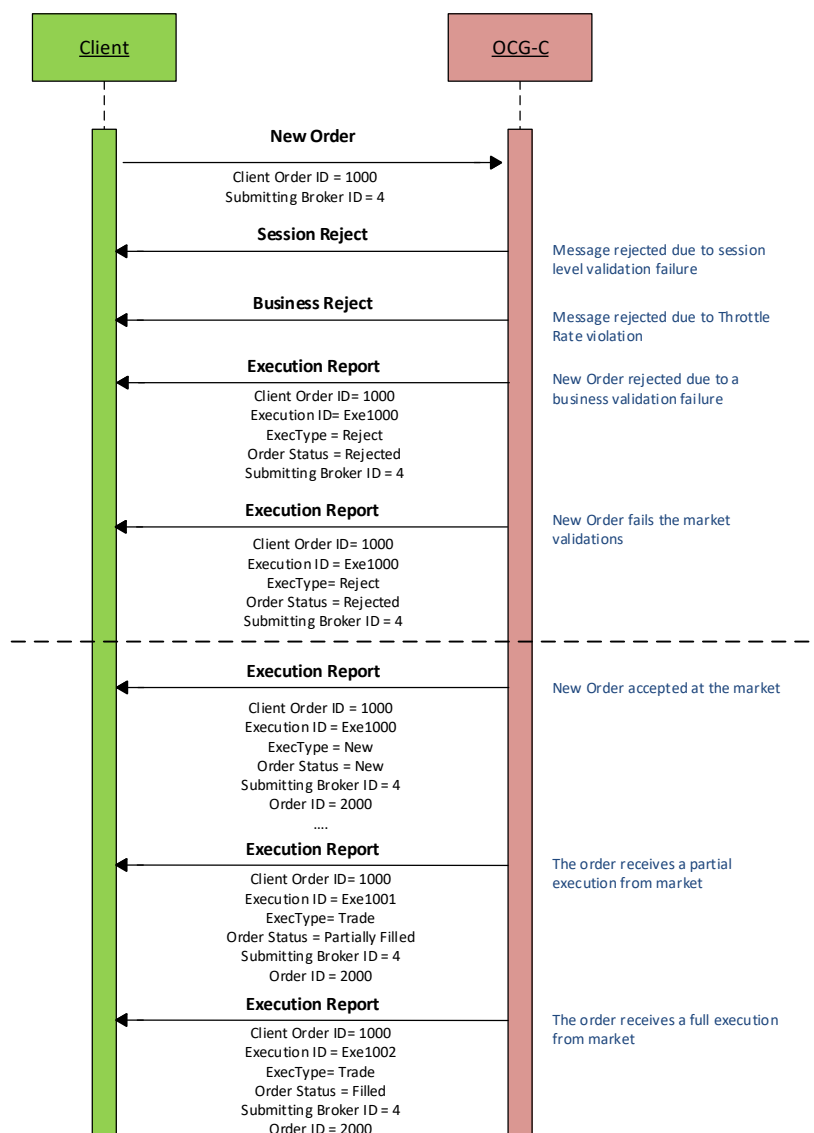 Client
OCG-C
New Order
Client Order ID = 1000
Submitting Broker ID = 4
Session Reject
Message rejected due to session
level validation failure
Business Reject
Message rejected due to Throttle
Rate violation
Execution Report
New Order rejected due to a
business validation failure
Client Order ID= 1000
Execution ID= Exe1000
ExecType = Reject
Order Status = Rejected
Submitting Broker ID = 4
Execution Report
New Order fails the market
validations
Client Order ID= 1000
Execution ID = Exe1000
ExecType= Reject
Order Status = Rejected
Submitting Broker ID = 4
Execution Report
New Order accepted at the market
Client Order ID = 1000
Execution ID = Exe1000
ExecType = New
Order Status = New
Submitting Broker ID = 4
Order ID = 2000
....
Execution Report
The order receives a partial
execution from market
Client Order ID= 1000
Execution ID = Exe1001
ExecType= Trade
Order Status = Partially Filled
Submitting Broker ID = 4
Order ID = 2000
Execution Report
The order receives a full execution
from market
Client Order ID= 1000
Execution ID = Exe1002
ExecType= Trade
Order Status = Filled
Submitting Broker ID = 4
Order ID = 2000